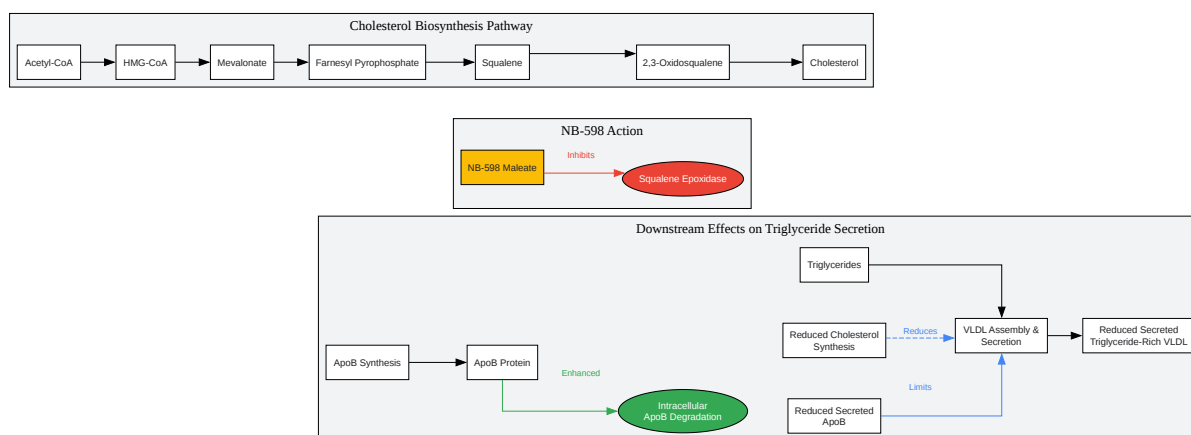 Cholesterol Biosynthesis Pathway
Acetyl-CoA
HMG-CoA
Mevalonate
Farnesyl Pyrophosphate
Squalene
2,3-Oxidosqualene
Cholesterol
NB-598 Action
NB-598 Maleate
Inhibits
Squalene Epoxidase
Downstream Effects on Triglyceride Secretion
Triglycerides
Reduced Cholesterol
Synthesis
Reduces
VLDL Assembly &
Secretion
Reduced Secreted
Triglyceride-Rich VLDL
ApoB Synthesis
ApoB Protein
Enhanced
Intracellular
ApoB Degradation
Limits
Reduced Secreted
ApoB